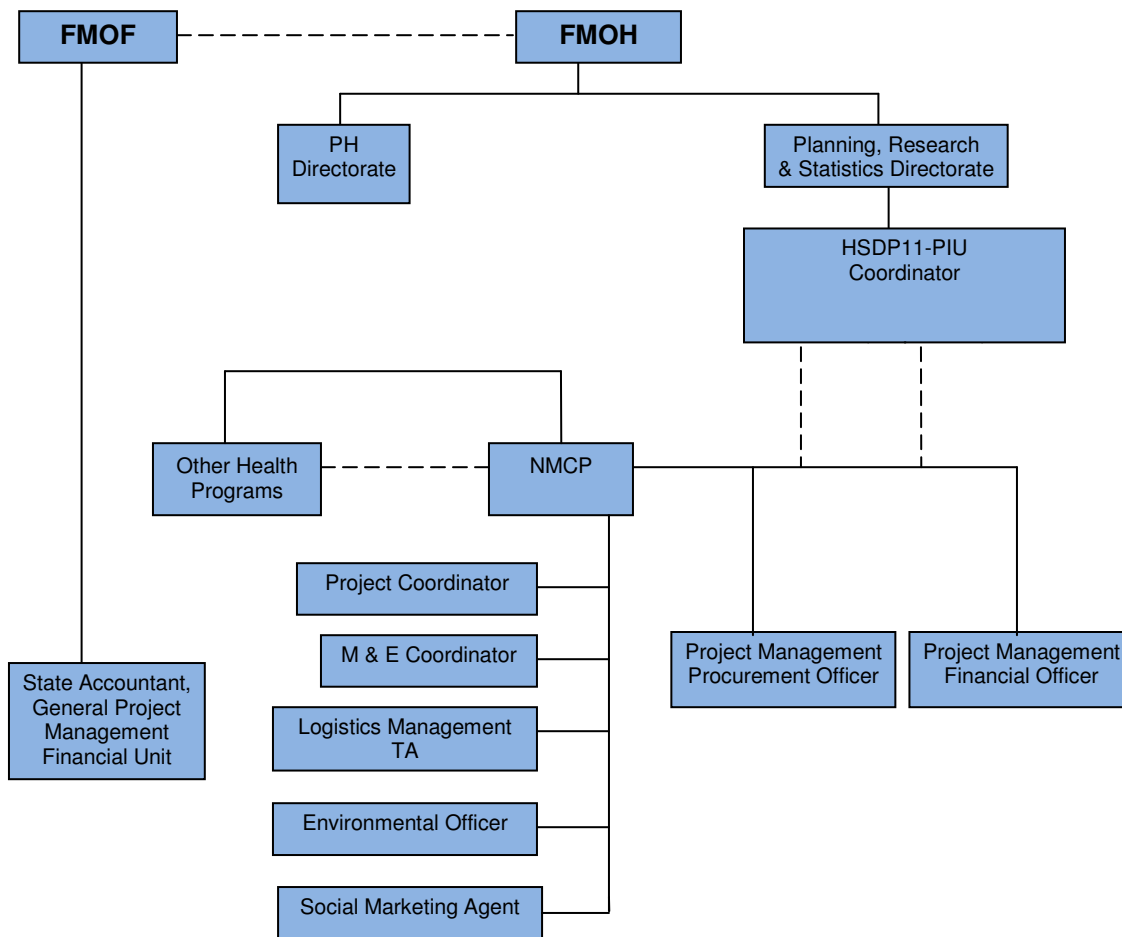 FMOF
FMOH
PH
Directorate
Planning, Research
& Statistics Directorate
HSDP11-PIU
Coordinator
Other Health
Programs
NMCP
Project Coordinator
M & E Coordinator
Logistics Management
TA
Environmental Officer
Social Marketing Agent
Project Management
Procurement Officer
Project Management
Financial Officer
State Accountant,
General Project
Management
Financial Unit